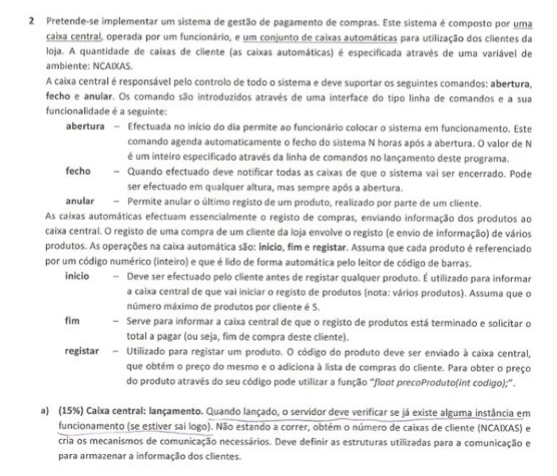 2 Pretende-se implementar um sistema de gestão de pagamento de compras. Este sistema é composto por uma
caixa central, operada por um funcionário, e um conjunto de caixas automáticas para utilização dos clientes da
loja. A quantidade de caixas de cliente (as caixas automáticas) é especificada através de uma variável de
ambiente: NCAIXAS.
A caixa central é responsável pelo controlo de todo o sistema e deve suportar os seguintes comandos: abertura,
fecho e anular. Os comando são introduzidos através de uma interface do tipo linha de comandos e a sua
funcionalidade é a seguinte:
abertura – Efectuada no início do dia permite ao funcionário colocar o sistema em funcionamento. Este
comando agenda automaticamente o fecho do sistema N horas após a abertura. O valor de N
é um inteiro especificado através da linha de comandos no lançamento deste programa.
fecho – Quando efectuado deve notificar todas as caixas de que o sistema vai ser encerrado. Pode
ser efectuado em qualquer altura, mas sempre após a abertura.
anular – Permite anular o último registo de um produto, realizado por parte de um cliente.
As caixas automáticas efectuam essencialmente o registo de compras, enviando informação dos produtos ao
caixa central. O registo de uma compra de um cliente da loja envolve o registo (e envio de informação) de vários
produtos. As operações na caixa automática são: inicio, fim e registar. Assuma que cada produto é referenciado
por um código numérico (inteiro) e que é lido de forma automática pelo leitor de código de barras.
inicio – Deve ser efectuado pelo cliente antes de registar qualquer produto. É utilizado para informar
a caixa central de que vai iniciar o registo de produtos (nota: vários produtos). Assuma que o
número máximo de produtos por cliente é 5.
fim – Serve para informar a caixa central de que o registo de produtos está terminado e solicitar o
total a pagar (ou seja, fim de compra deste cliente).
registar – Utilizado para registar um produto. O código do produto deve ser enviado à caixa central,
que obtém o preço do mesmo e o adiciona à lista de compras do cliente. Para obter o preço
do produto através do seu código pode utilizar a função "float precoProduto(int codigo);".
a) (15%) Caixa central: lançamento. Quando lançado, o servidor deve verificar se já existe alguma instância em
funcionamento (se estiver sai logo). Não estando a correr, obtém o número de caixas de cliente (NCAIXAS) e
cria os mecanismos de comunicação necessários. Deve definir as estruturas utilizadas para a comunicação e
para armazenar a informação dos clientes.